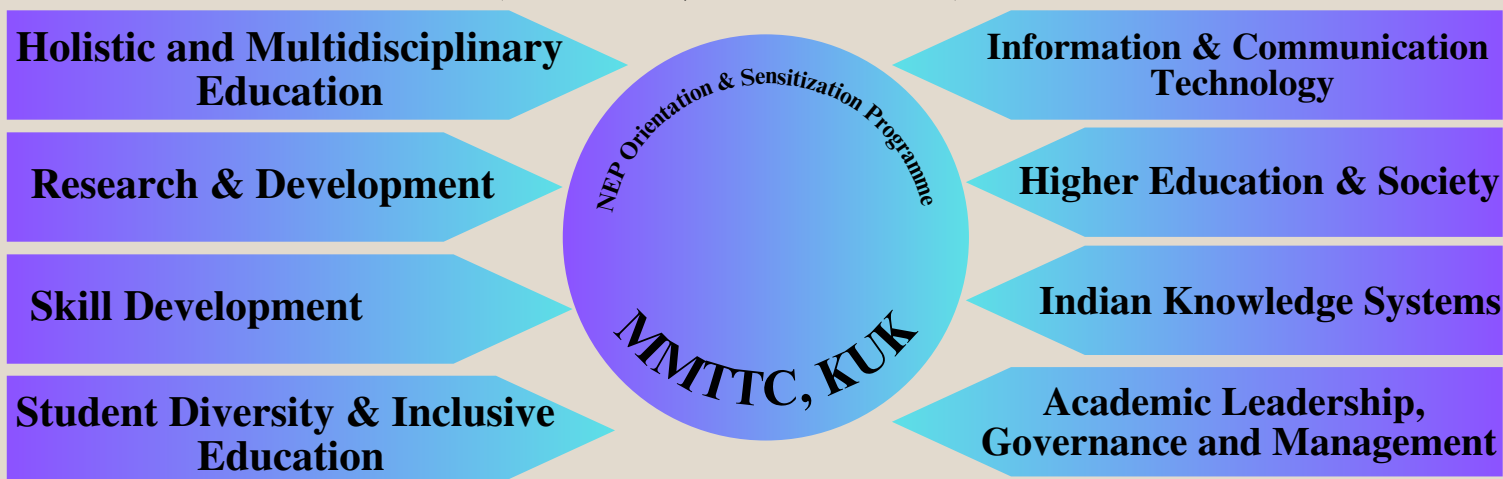 Holistic and Multidisciplinary
Education
Research & Development
Skill Development
Student Diversity & Inclusive
Education
NEP Orientation & Sensitization Programme
MMTTC, KUK
Information & Communication
Technology
Higher Education & Society
Indian Knowledge Systems
Academic Leadership,
Governance and Management